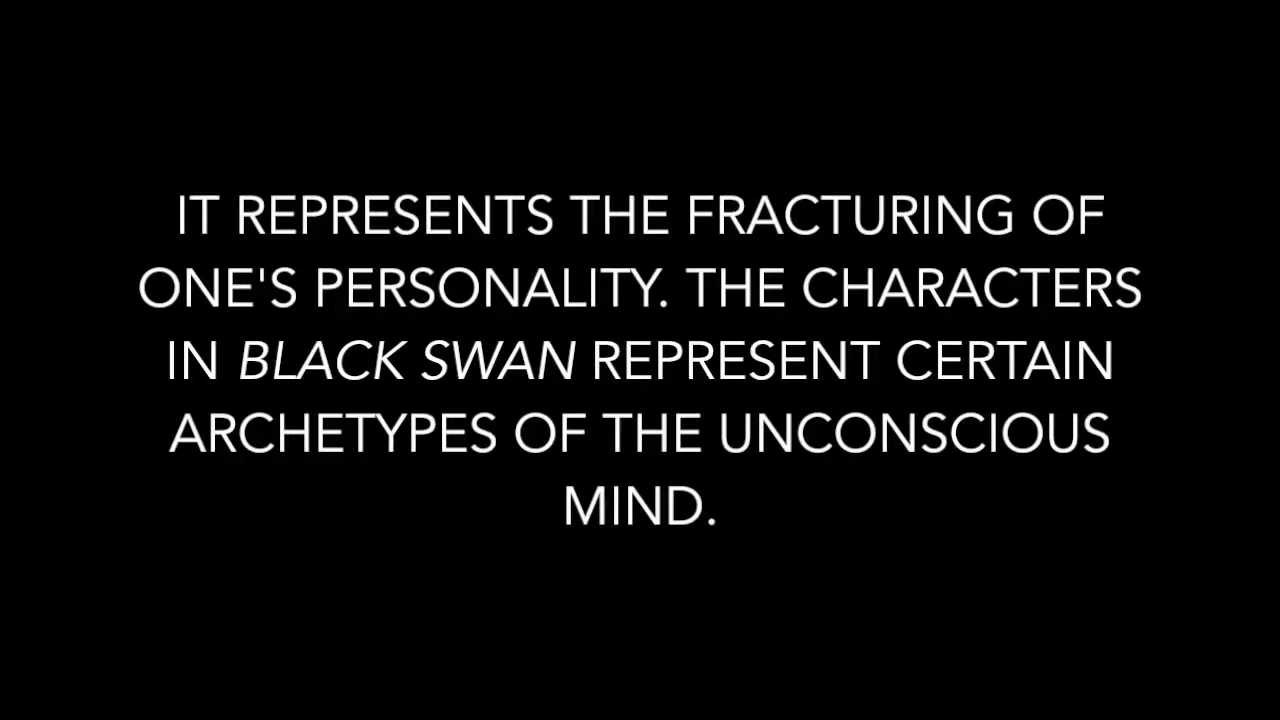 IT REPRESENTS THE FRACTURING OF
ONE'S PERSONALITY. THE CHARACTERS
IN BLACK SWAN REPRESENT CERTAIN
ARCHETYPES OF THE UNCONSCIOUS
MIND.